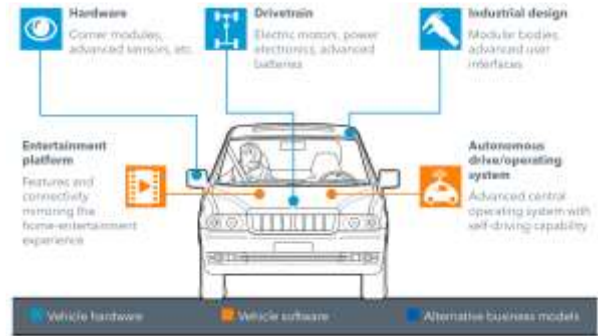 Hardware
Corner modules,
advanced sensors, etc.
Drivetrain
Electric motors, power
electronics, advanced
batteries
Industrial design
Modular bodies,
advanced user
interfaces
Entertainment
platform
Features and
connectivity
mirroring the
home-entertainment
experience
Autonomous
drive/operating
system
Advanced central
operating system with
self-driving capability
Vehicle hardware
Vehicle software
Alternative business models